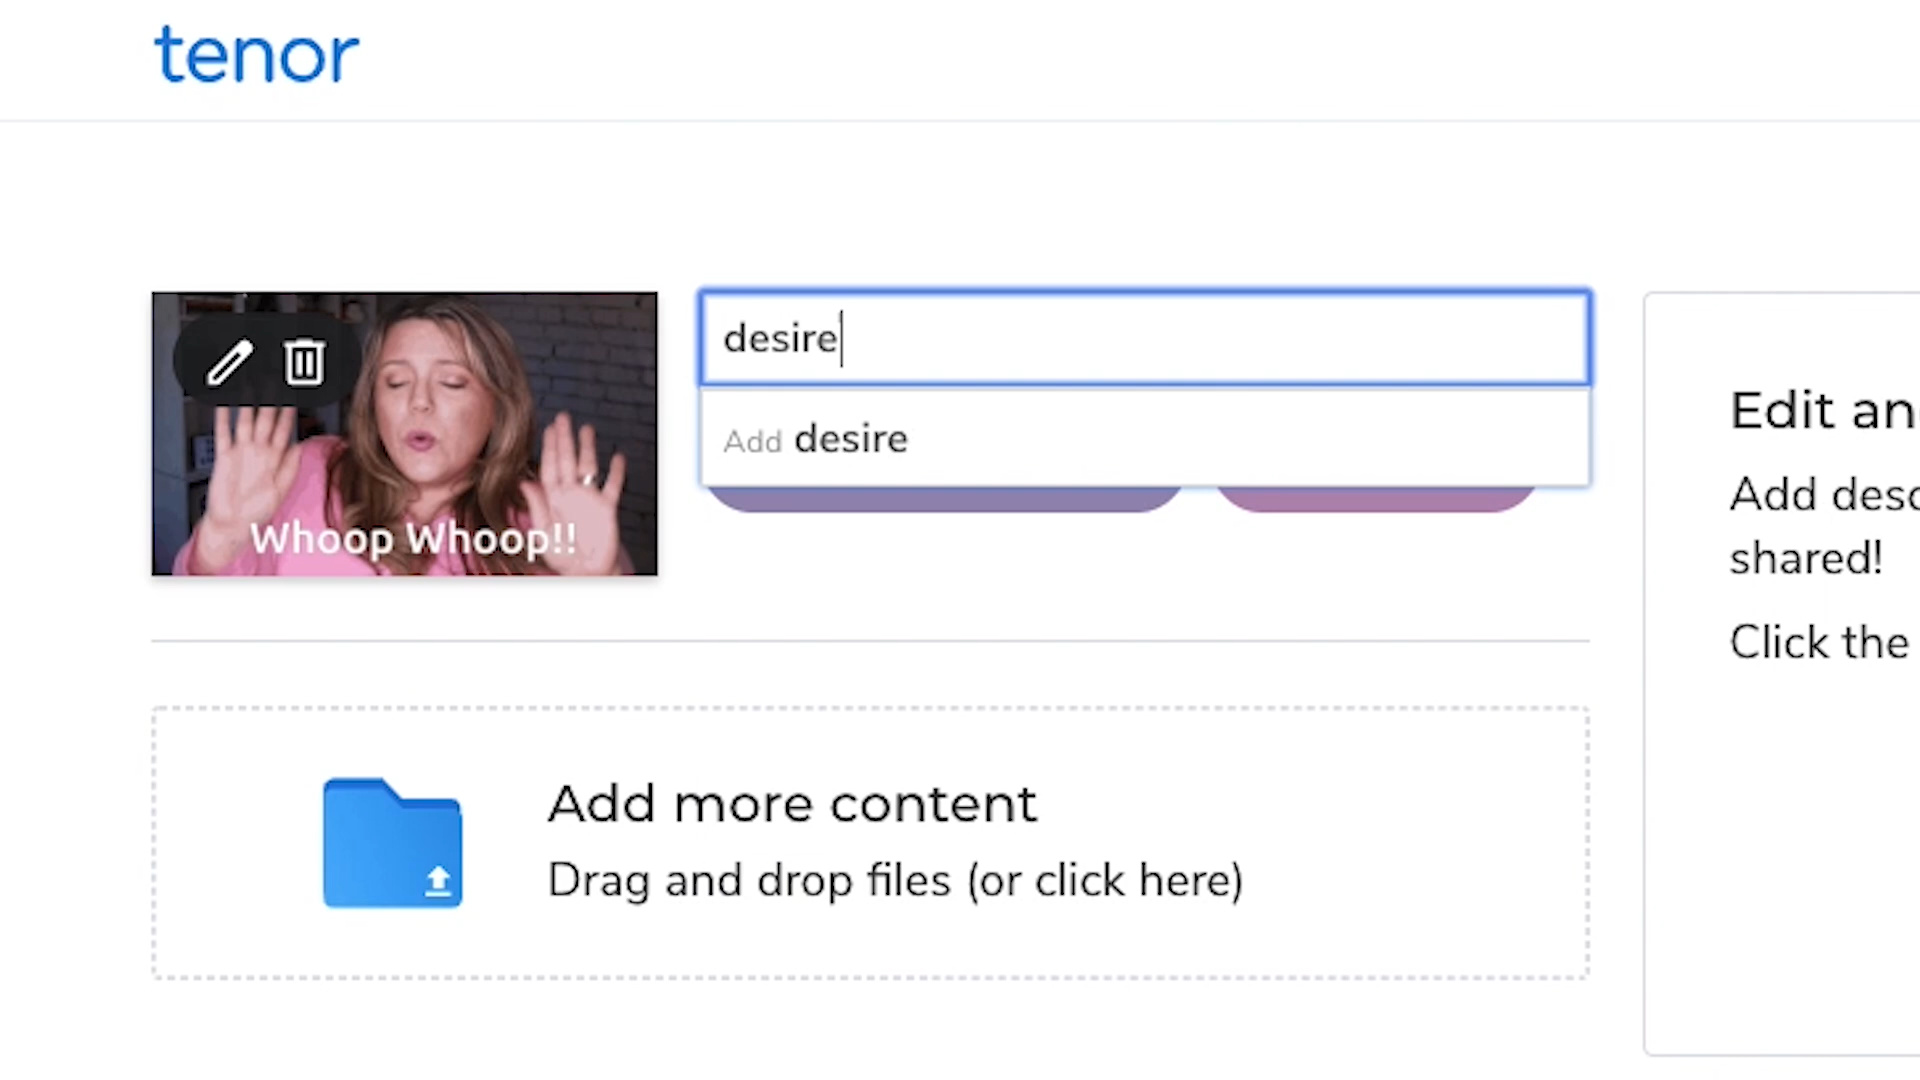 tenor
desire
Add desire
Whoop Whoop!!
Add more content
Drag and drop files (or click here)
Edit an
Add desc
shared!
Click the